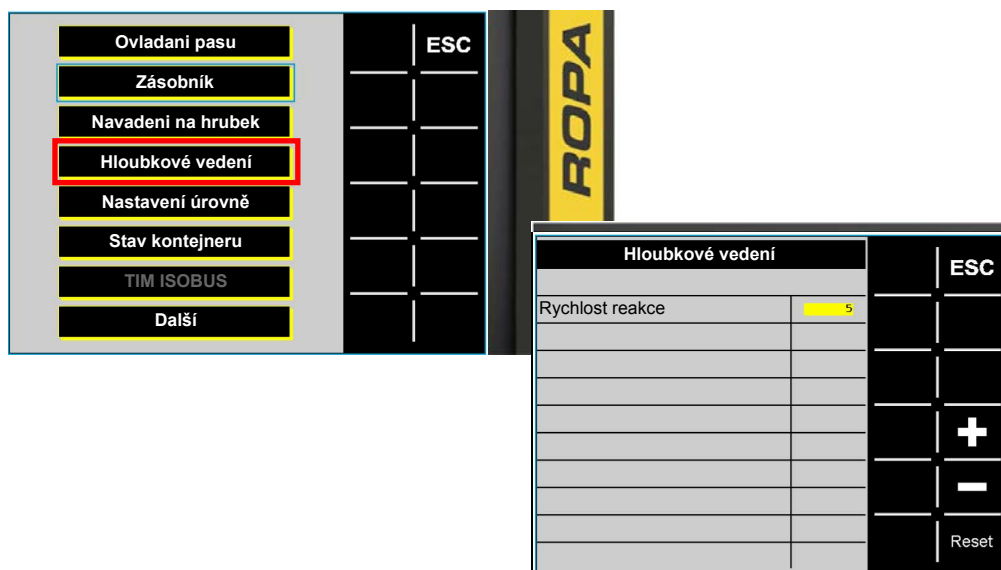 Ovladani pasu
Zásobník
Navadeni na hrubek
Hloubkové vedení
Nastavení úrovně
Stav kontejneru
TIM ISOBUS
Další
ESC
ROPA
Hloubkové vedení
Rychlost reakce 5
ESC
Reset